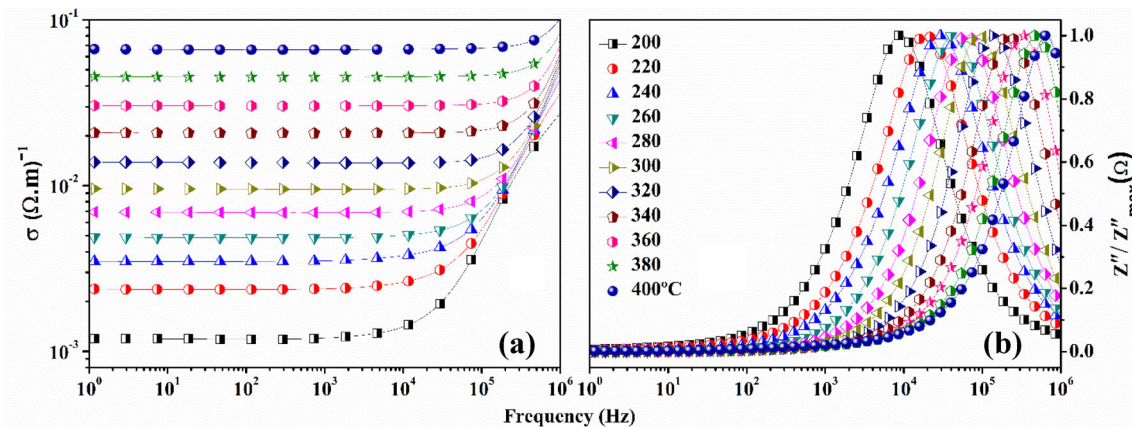 10⁻¹
10⁻²
10⁻³
σ (Ω.m)⁻¹
(a)
10⁰ 10¹ 10² 10³ 10⁴ 10⁵ 10⁶
200
220
240
260
280
300
320
340
360
380
400ºC
(b)
1.0
0.8
0.6
0.4
0.2
0.0
Z''/ Z''max(Ω)
10⁰ 10¹ 10² 10³ 10⁴ 10⁵ 10⁶
Frequency (Hz)